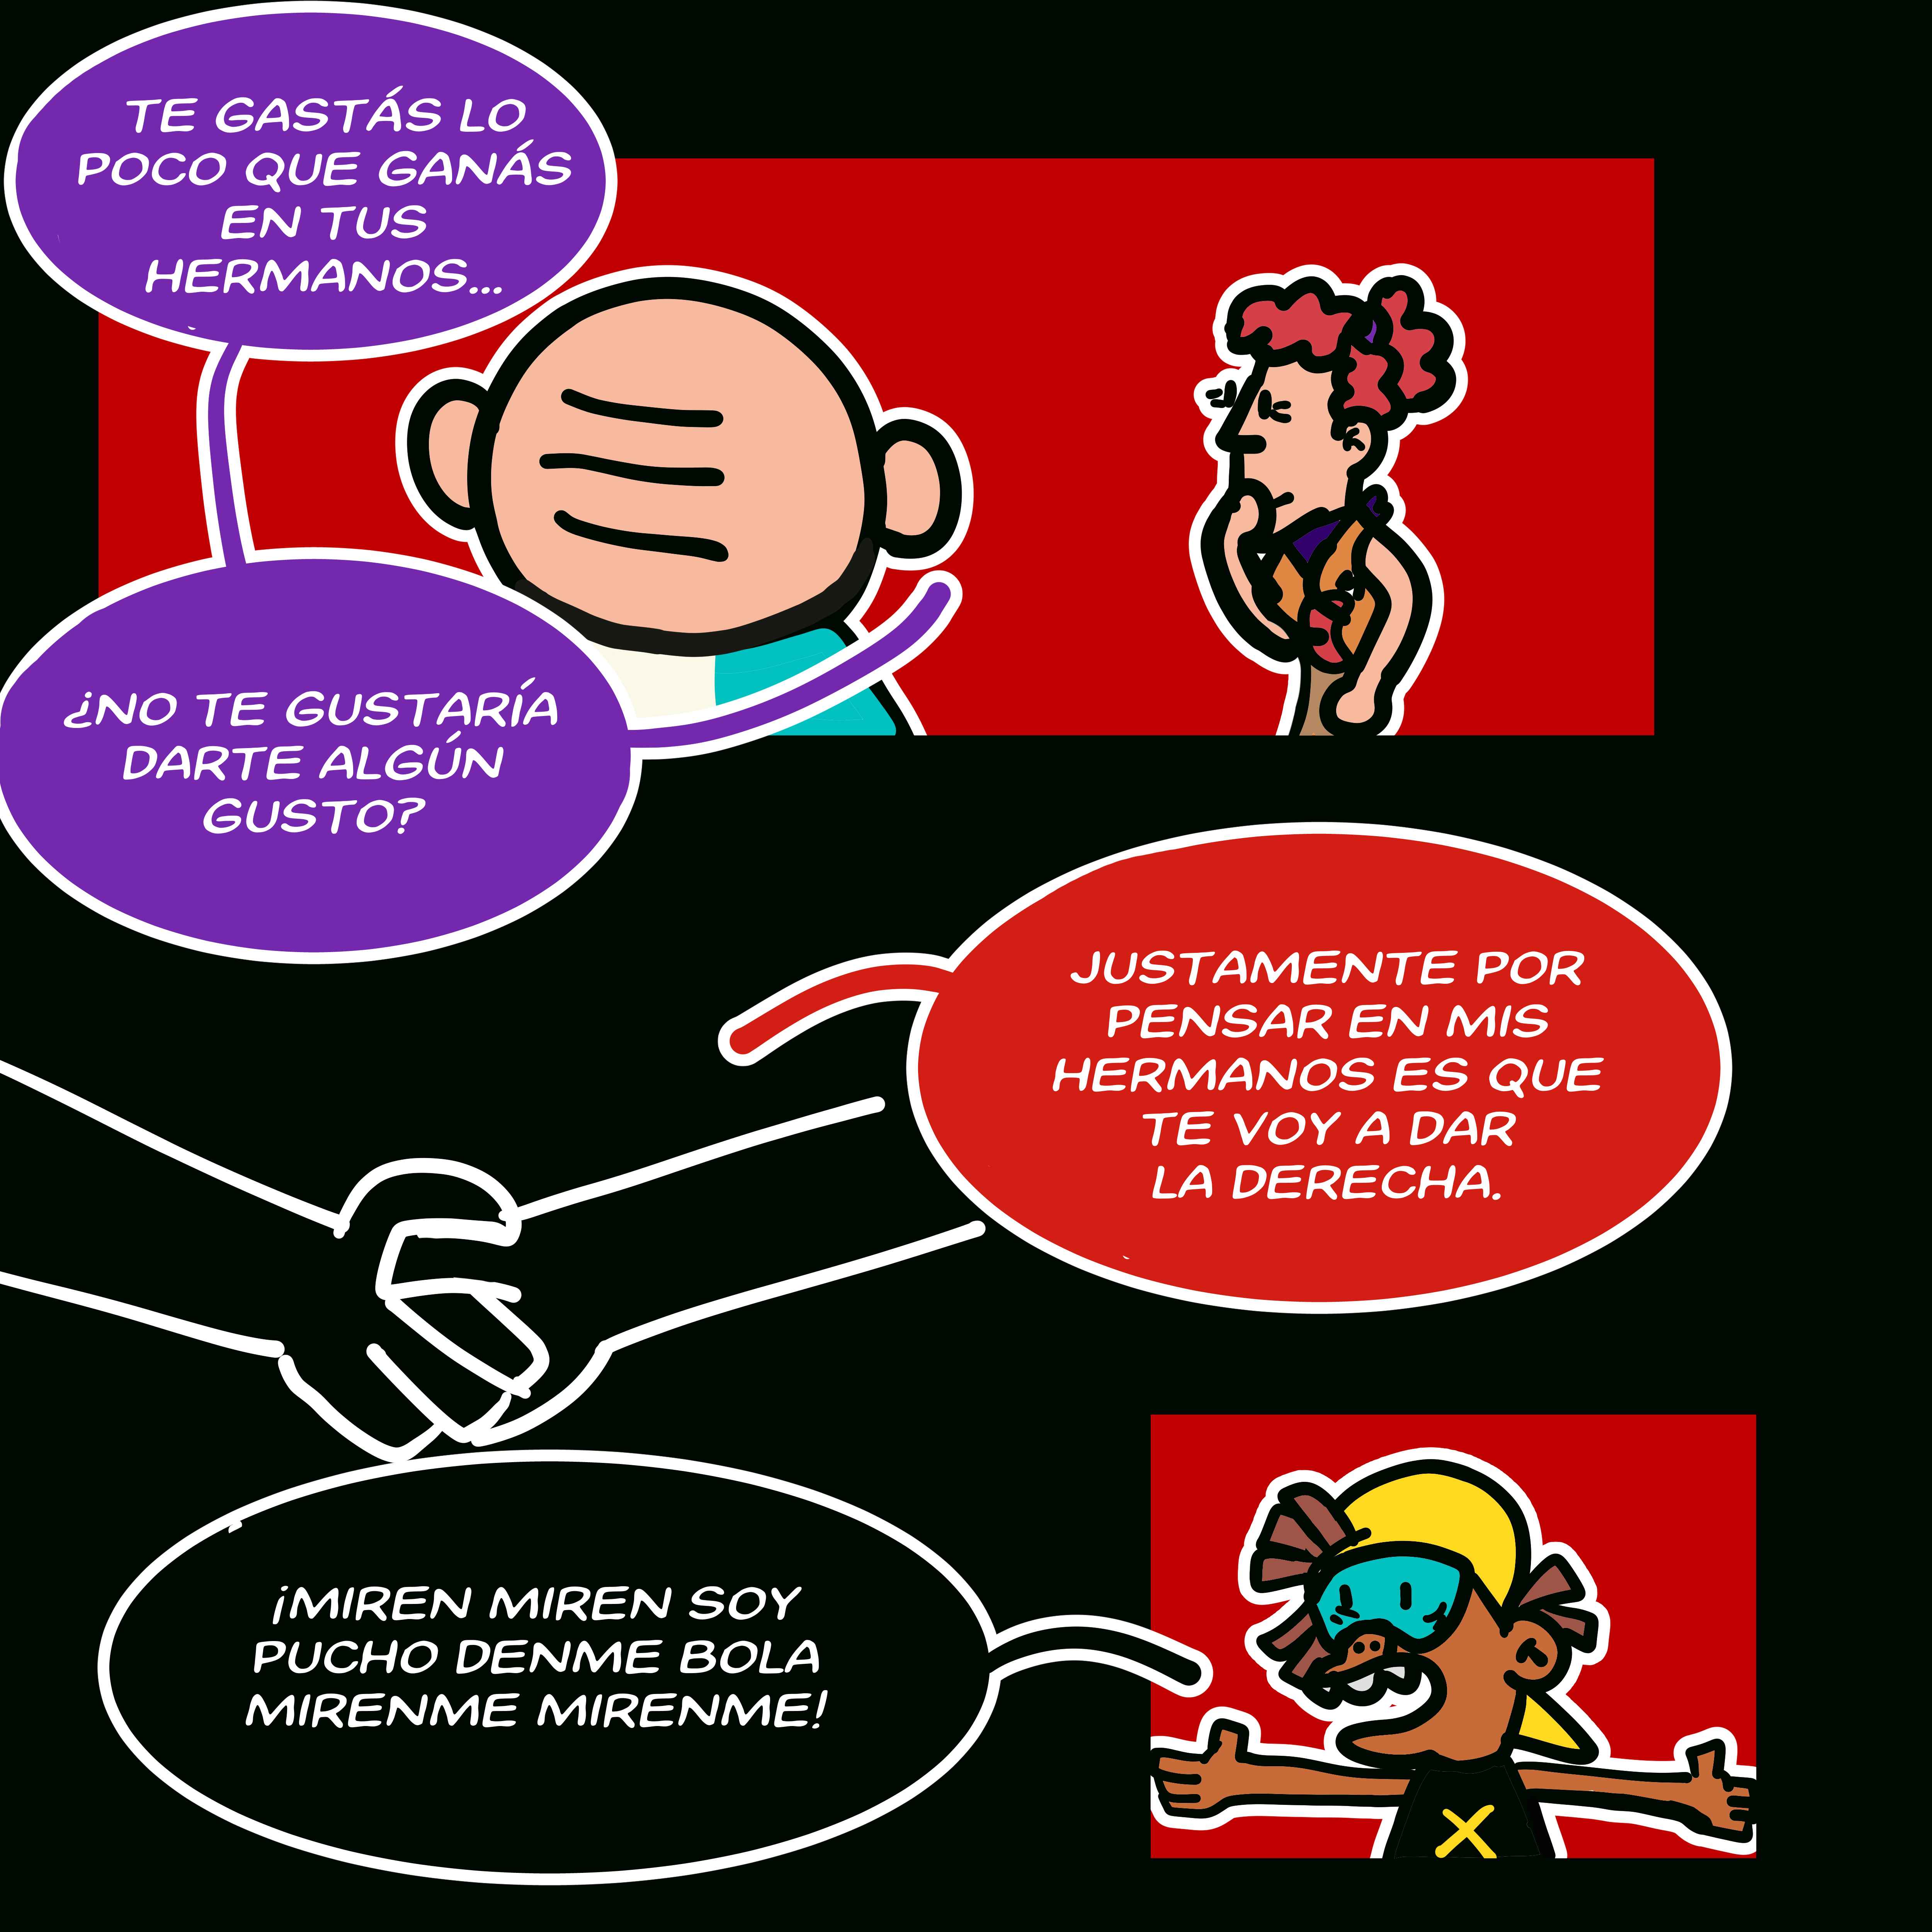 TE GASTÁS LO
POCO QUE GANÁS
EN TUS
HERMANOS...
¿NO TE GUSTARÍA
DARTE ALGÚN
GUSTO?
JUSTAMENTE POR
PENSAR EN MIS
HERMANOS ES QUE
TE VOY A DAR
LA DERECHA.
¡MIREN MIREN SOY
PUCHO DENME BOLA
MIRENME MIRENME!